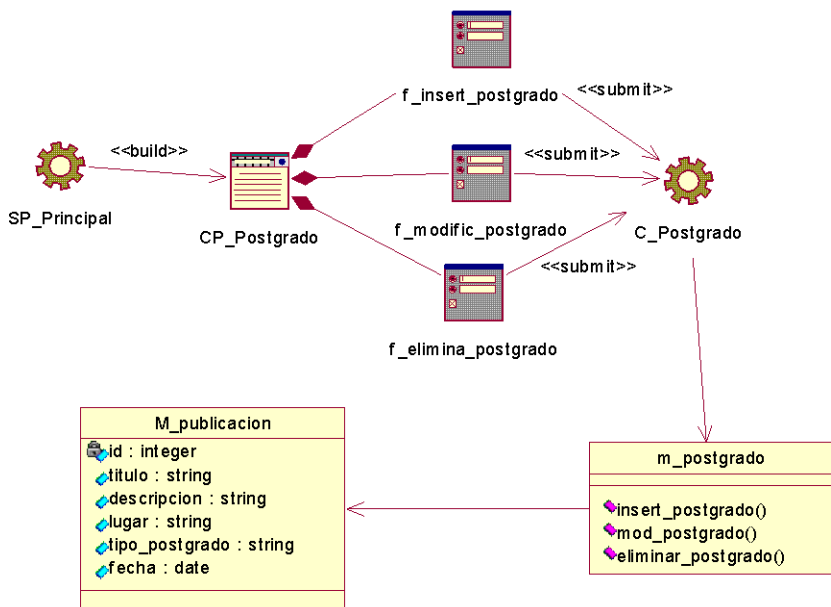 f_insert_postgrado
<<submit>>
<<build>>
<<submit>>
SP_Principal
CP_Postgrado
f_modific_postgrado
C_Postgrado
<<submit>>
f_elimina_postgrado
M_publicacion
id : integer
titulo : string
descripcion : string
lugar : string
tipo_postgrado : string
fecha : date
m_postgrado
insert_postgrado()
mod_postgrado()
eliminar_postgrado()